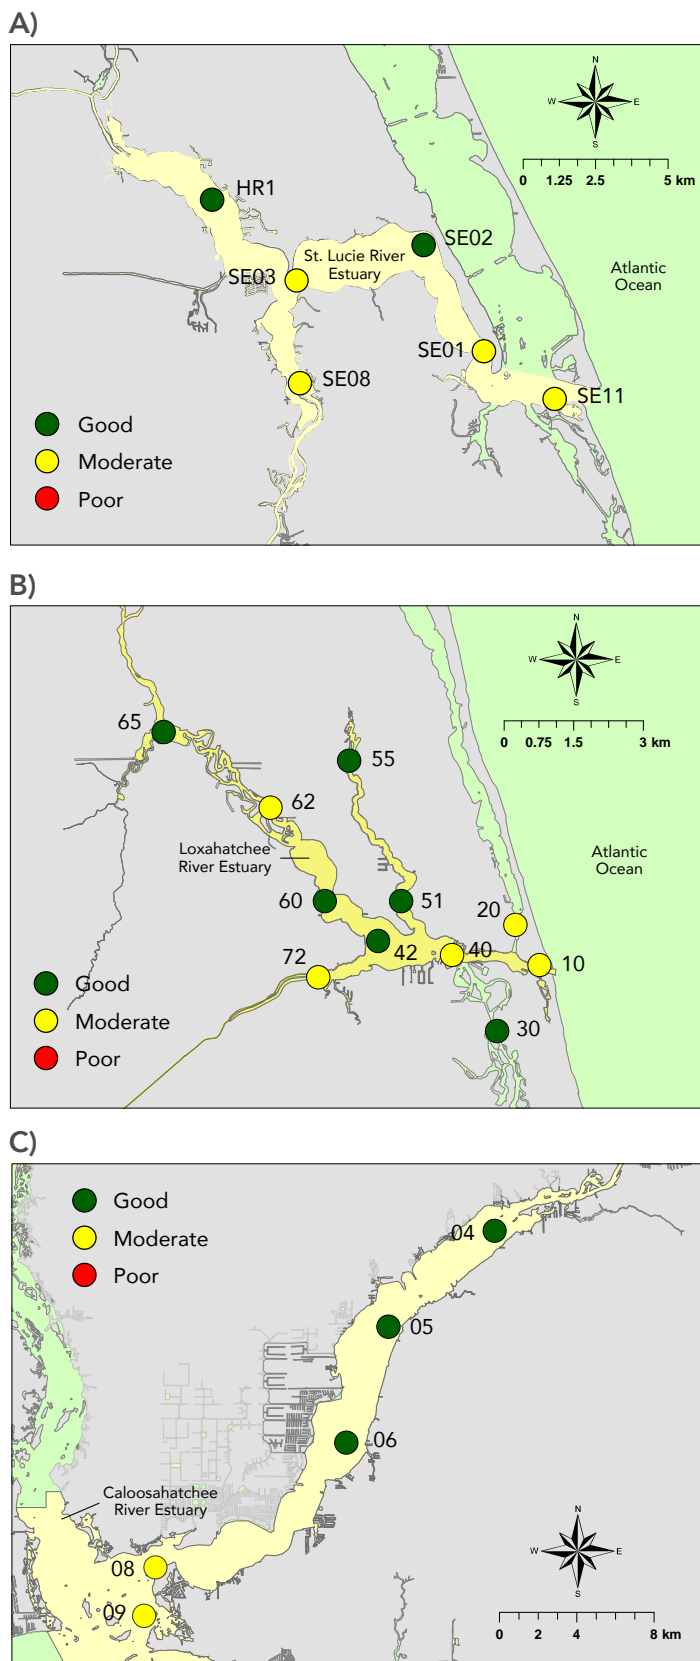 A)
N
W E
S
0 1.25 2.5 5 km
HR1
SE02
St. Lucie River
Estuary
SE03
Atlantic
Ocean
SE01
SE08
SE11
Good
Moderate
Poor
B)
N
W E
S
0 0.75 1.5 3 km
65
55
62
Loxahatchee
River Estuary
Atlantic
Ocean
60
51
20
42
40
10
72
30
Good
Moderate
Poor
C)
Good
Moderate
Poor
04
05
06
Caloosahatchee
River Estuary
N
W E
S
08
09
0 2 4 8 km